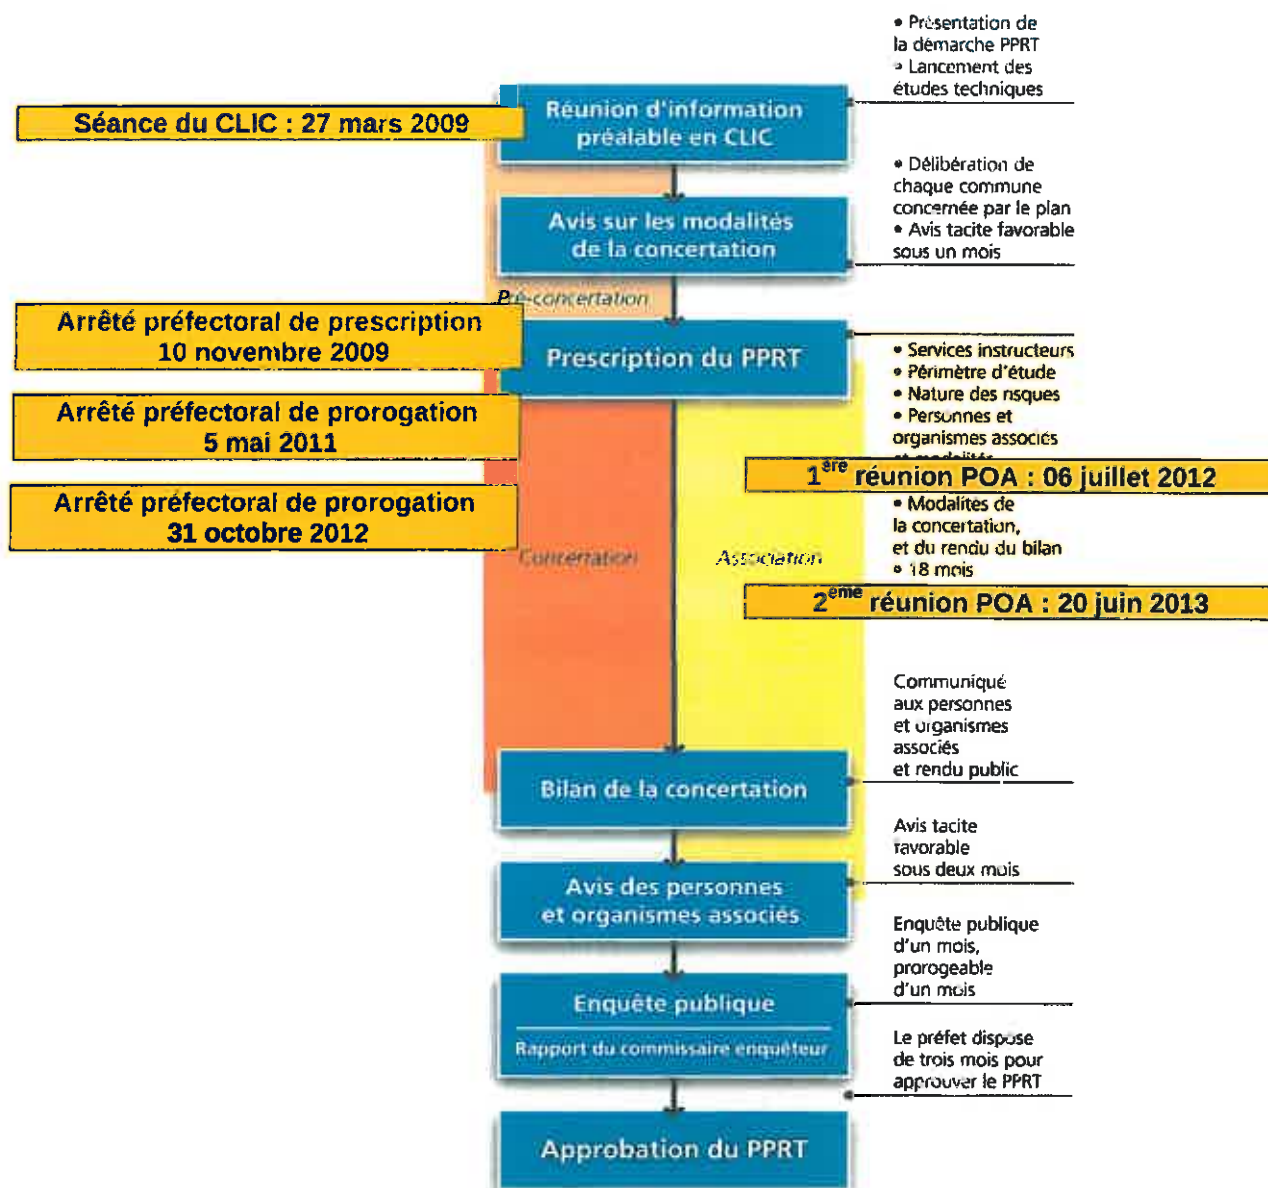 • Présentation de
la démarche PPRT
• Lancement des
études techniques
Séance du CLIC : 27 mars 2009
Réunion d'information
préalable en CLIC
• Délibération de
chaque commune
concernée par le plan
• Avis tacite favorable
sous un mois
Avis sur les modalités
de la concertation
Pré-concertation
Arrêté préfectoral de prescription
10 novembre 2009
Prescription du PPRT
• Services instructeurs
• Périmètre d'étude
• Nature des risques
• Personnes et
organismes associés
et modalités
Arrêté préfectoral de prorogation
5 mai 2011
1ère réunion POA : 06 juillet 2012
Arrêté préfectoral de prorogation
31 octobre 2012
• Modalités de
la concertation,
et du rendu du bilan
• 18 mois
Concertation
Association
2ème réunion POA : 20 juin 2013
Communiqué
aux personnes
et organismes
associés
et rendu public
Bilan de la concertation
Avis tacite
favorable
sous deux mois
Avis des personnes
et organismes associés
Enquête publique
d'un mois,
prorogeable
d'un mois
Enquête publique
Rapport du commissaire enquêteur
Le préfet dispose
de trois mois pour
approuver le PPRT
Approbation du PPRT